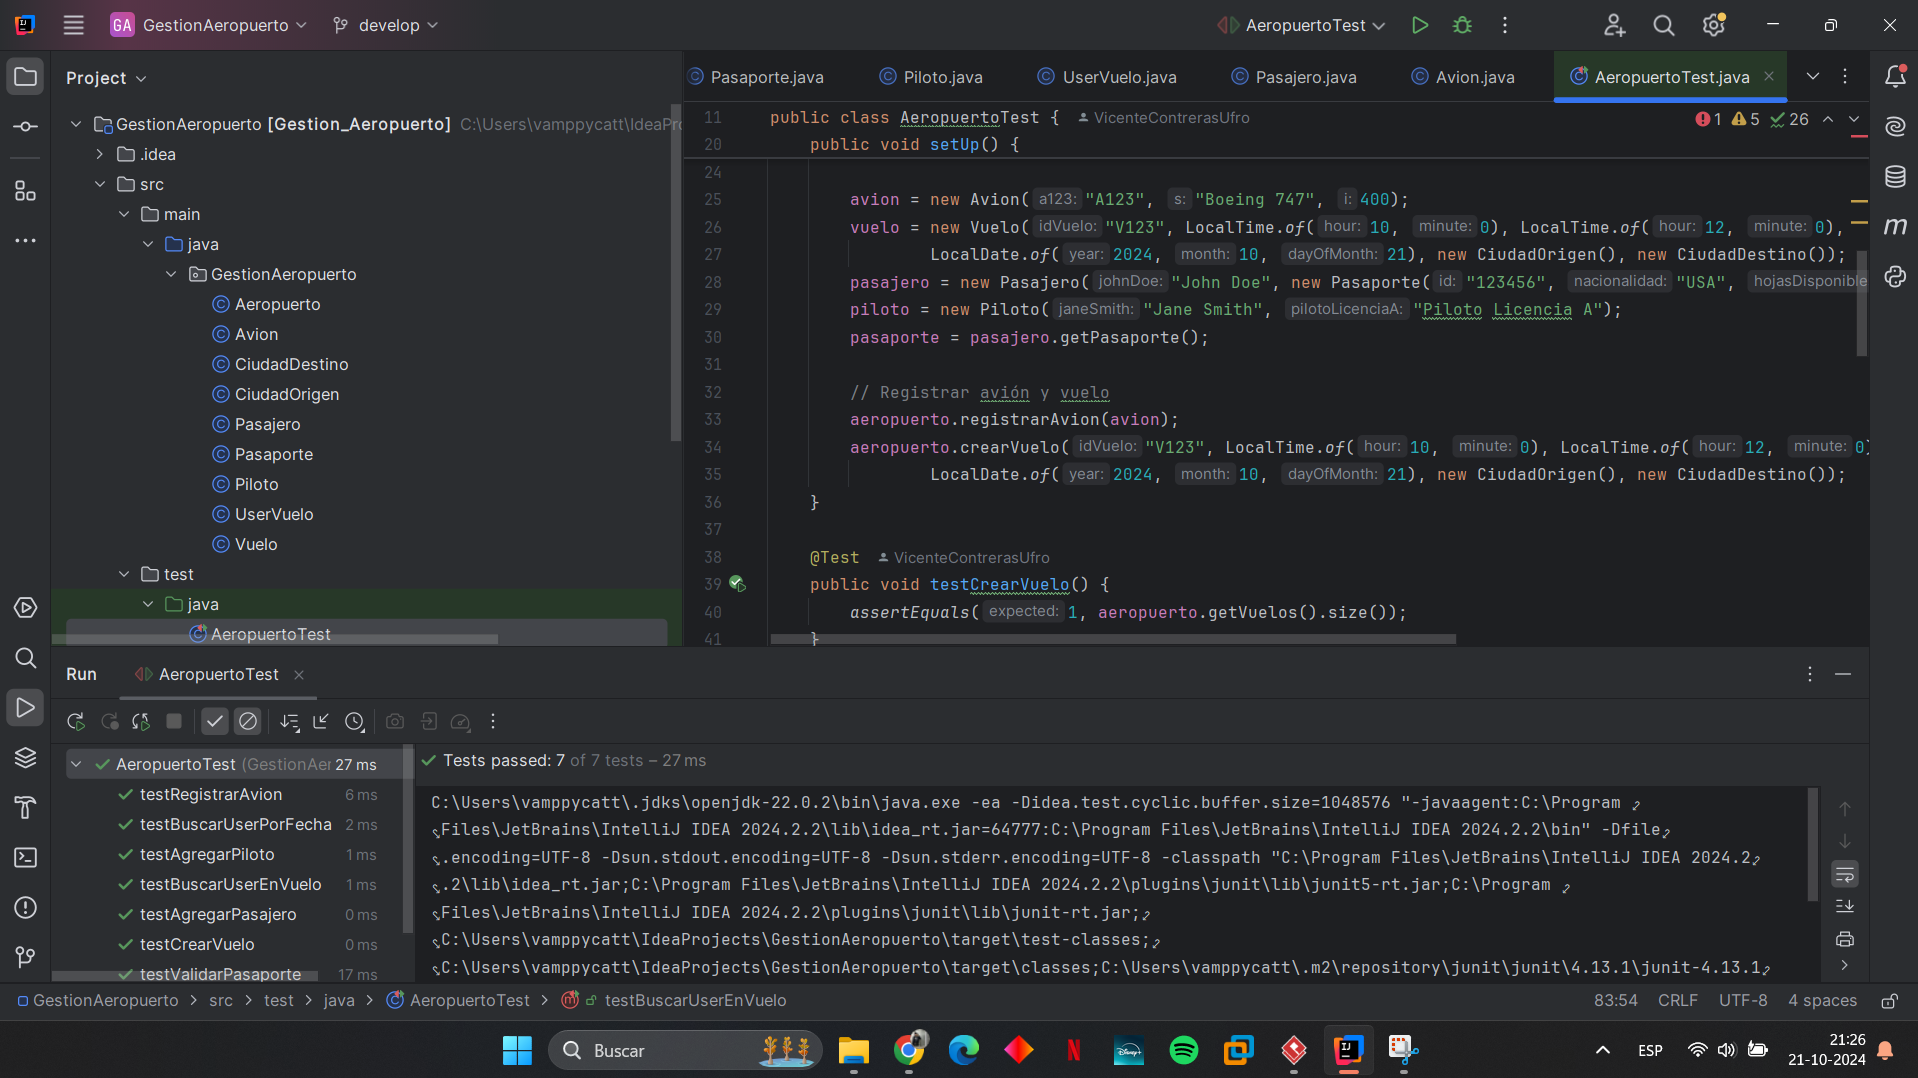 GA GestionAeropuerto develop AeropuertoTest
Project
GestionAeropuerto [Gestion_Aeropuerto] C:\Users\vamppycatt\IdeaPr
.idea
src
main
java
GestionAeropuerto
Aeropuerto
Avion
CiudadDestino
CiudadOrigen
Pasajero
Pasaporte
Piloto
UserVuelo
Vuelo
test
java
AeropuertoTest
Pasaporte.java Piloto.java UserVuelo.java Pasajero.java Avion.java AeropuertoTest.java
11 public class AeropuertoTest { VicenteContrerasUfro 1 5 26
20 public void setUp() {
24
25 avion = new Avion( a123: "A123", s: "Boeing 747", i: 400);
26 vuelo = new Vuelo( idVuelo: "V123", LocalTime.of( hour: 10, minute: 0), LocalTime.of( hour: 12, minute: 0),
27 LocalDate.of( year: 2024, month: 10, dayOfMonth: 21), new CiudadOrigen(), new CiudadDestino());
28 pasajero = new Pasajero( johnDoe: "John Doe", new Pasaporte( id: "123456", nacionalidad: "USA", hojasDisponible
29 piloto = new Piloto( janeSmith: "Jane Smith", pilotoLicenciaA: "Piloto Licencia A");
30 pasaporte = pasajero.getPasaporte();
31
32 // Registrar avión y vuelo
33 aeropuerto.registrarAvion(avion);
34 aeropuerto.crearVuelo( idVuelo: "V123", LocalTime.of( hour: 10, minute: 0), LocalTime.of( hour: 12, minute: 0)
35 LocalDate.of( year: 2024, month: 10, dayOfMonth: 21), new CiudadOrigen(), new CiudadDestino());
36 }
37
38 @Test VicenteContrerasUfro
39 public void testCrearVuelo() {
40 assertEquals( expected: 1, aeropuerto.getVuelos().size());
41 }
Run AeropuertoTest
AeropuertoTest (GestionAer 27 ms
testRegistrarAvion 6 ms
testBuscarUserPorFecha 2 ms
testAgregarPiloto 1 ms
testBuscarUserEnVuelo 1 ms
testAgregarPasajero 0 ms
testCrearVuelo 0 ms
testValidarPasaporte 17 ms
Tests passed: 7 of 7 tests – 27 ms
C:\Users\vamppycatt\.jdks\openjdk-22.0.2\bin\java.exe -ea -Didea.test.cyclic.buffer.size=1048576 "-javaagent:C:\Program
Files\JetBrains\IntelliJ IDEA 2024.2.2\lib\idea_rt.jar=64777:C:\Program Files\JetBrains\IntelliJ IDEA 2024.2.2\bin" -Dfile
.encoding=UTF-8 -Dsun.stdout.encoding=UTF-8 -Dsun.stderr.encoding=UTF-8 -classpath "C:\Program Files\JetBrains\IntelliJ IDEA 2024.2
.2\lib\idea_rt.jar;C:\Program Files\JetBrains\IntelliJ IDEA 2024.2.2\plugins\junit\lib\junit5-rt.jar;C:\Program
Files\JetBrains\IntelliJ IDEA 2024.2.2\plugins\junit\lib\junit-rt.jar;
C:\Users\vamppycatt\IdeaProjects\GestionAeropuerto\target\test-classes;
C:\Users\vamppycatt\IdeaProjects\GestionAeropuerto\target\classes;C:\Users\vamppycatt\.m2\repository\junit\junit\4.13.1\junit-4.13.1
GestionAeropuerto > src > test > java > AeropuertoTest > testBuscarUserEnVuelo 83:54 CRLF UTF-8 4 spaces
Buscar Disney+ ESP 21:26
21-10-2024